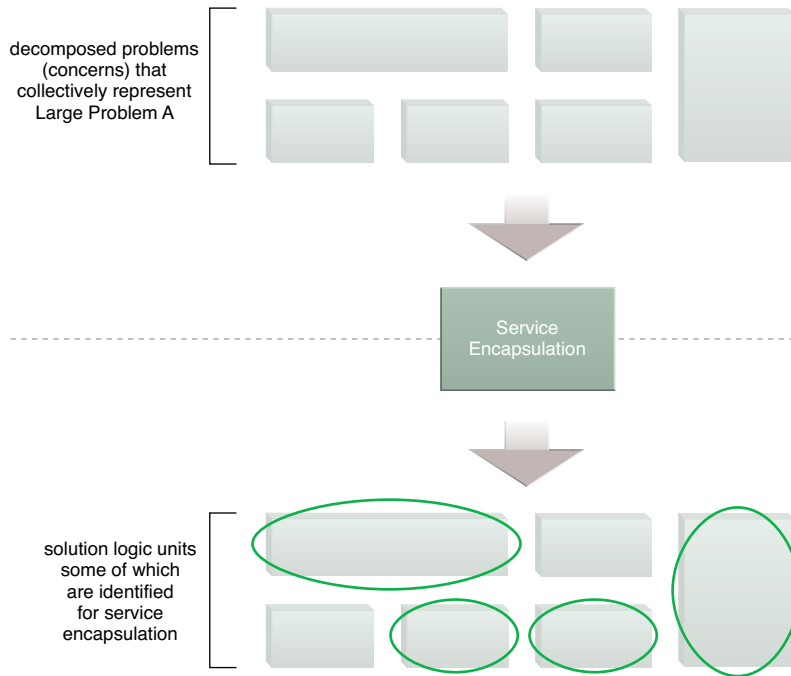 decomposed problems
(concerns) that
collectively represent
Large Problem A
Service
Encapsulation
solution logic units
some of which
are identified
for service
encapsulation